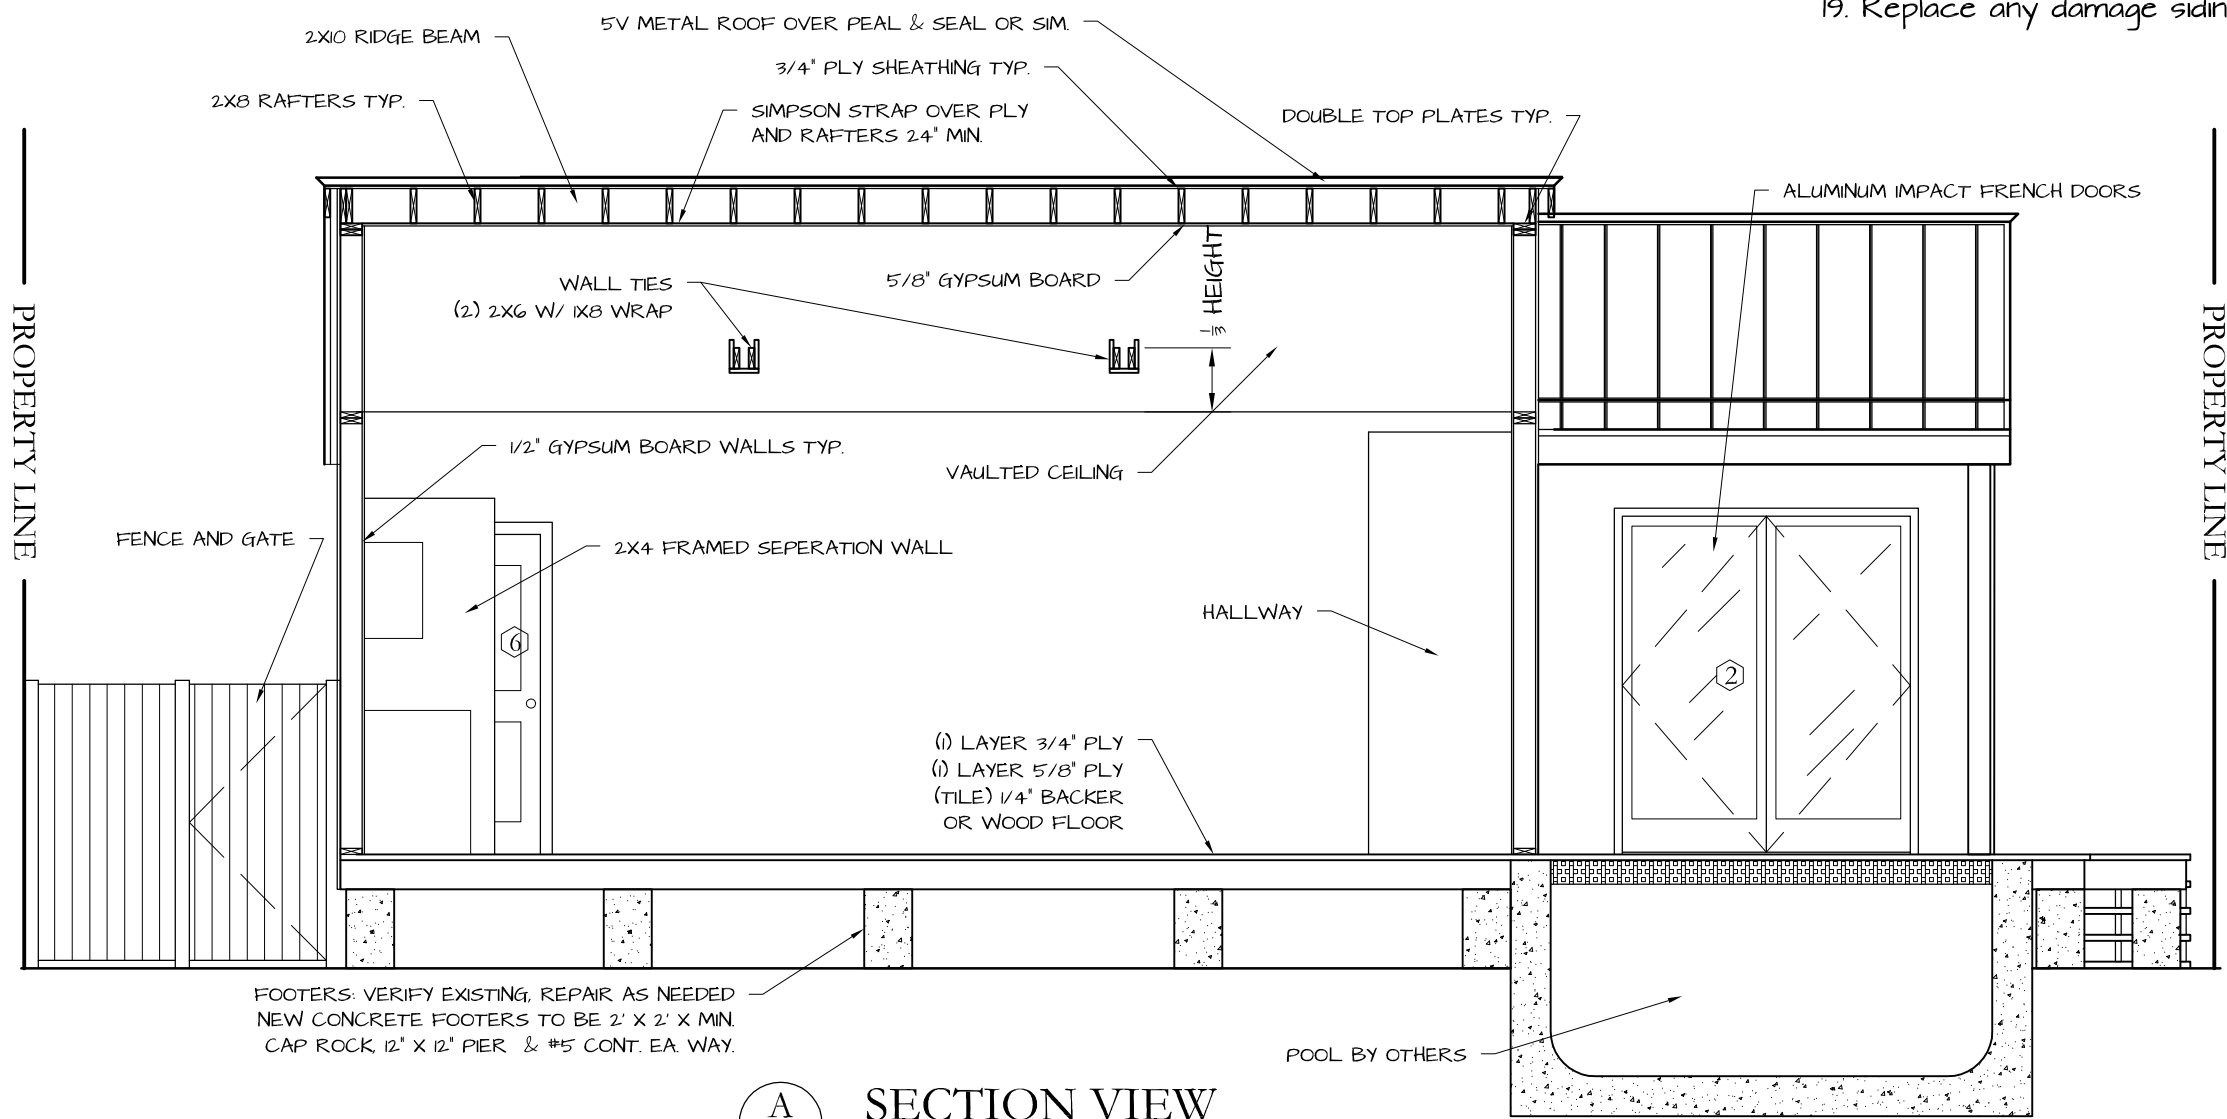 19. Replace any damage sidin
5V METAL ROOF OVER PEAL & SEAL OR SIM.
2X10 RIDGE BEAM
3/4" PLY SHEATHING TYP.
2X8 RAFTERS TYP.
SIMPSON STRAP OVER PLY
AND RAFTERS 24" MIN.
DOUBLE TOP PLATES TYP.
ALUMINUM IMPACT FRENCH DOORS
WALL TIES
(2) 2X6 W/ 1X8 WRAP
5/8" GYPSUM BOARD
1/3 HEIGHT
PROPERTY LINE
PROPERTY LINE
1/2" GYPSUM BOARD WALLS TYP.
VAULTED CEILING
FENCE AND GATE
2X4 FRAMED SEPERATION WALL
HALLWAY
6
2
(1) LAYER 3/4" PLY
(1) LAYER 5/8" PLY
(TILE) 1/4" BACKER
OR WOOD FLOOR
FOOTERS: VERIFY EXISTING, REPAIR AS NEEDED
NEW CONCRETE FOOTERS TO BE 2' X 2' X MIN.
CAP ROCK, 12" X 12" PIER & #5 CONT. EA. WAY.
POOL BY OTHERS
A
SECTION VIEW